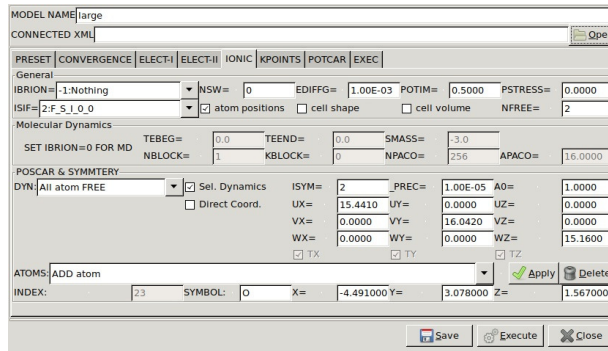 MODEL NAME large
CONNECTED XML Ope
PRESET CONVERGENCE ELECT-I ELECT-II IONIC KPOINTS POTCAR EXEC
General
IBRION= -1:Nothing NSW= 0 EDIFFG= 1.00E-03 POTIM= 0.5000 PSTRESS= 0.0000
ISIF= 2:F_S_I_0_0 atom positions cell shape cell volume NFREE= 2
Molecular Dynamics
SET IBRION=0 FOR MD TEBEG= 0.0 TEEND= 0.0 SMASS= -3.0
NBLOCK= 1 KBLOCK= 0 NPACO= 256 APACO= 16.0000
POSCAR & SYMMTERY
DYN: All atom FREE Sel. Dynamics ISYM= 2 _PREC= 1.00E-05 A0= 1.0000
Direct Coord. UX= 15.4410 UY= 0.0000 UZ= 0.0000
VX= 0.0000 VY= 16.0420 VZ= 0.0000
WX= 0.0000 WY= 0.0000 WZ= 15.1600
TX TY TZ
ATOMS: ADD atom Apply Delete
INDEX: 23 SYMBOL: O X= -4.491000 Y= 3.078000 Z= 1.567000
Save Execute Close